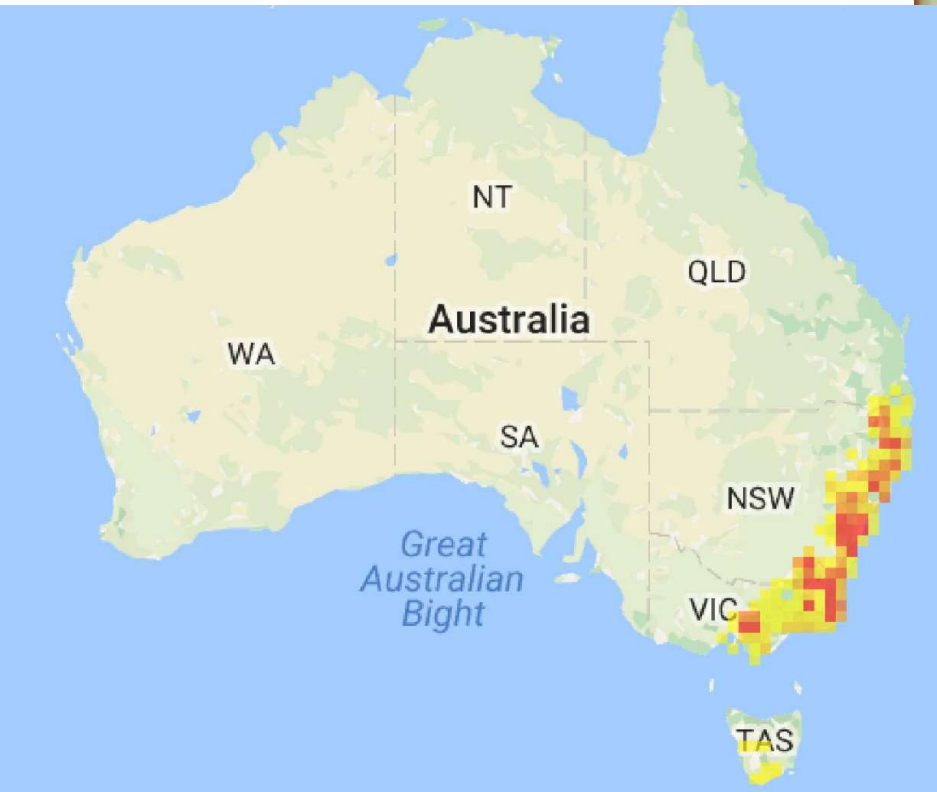 NT
QLD
Australia
WA
SA
NSW
Great
Australian
Bight
VIC
TAS